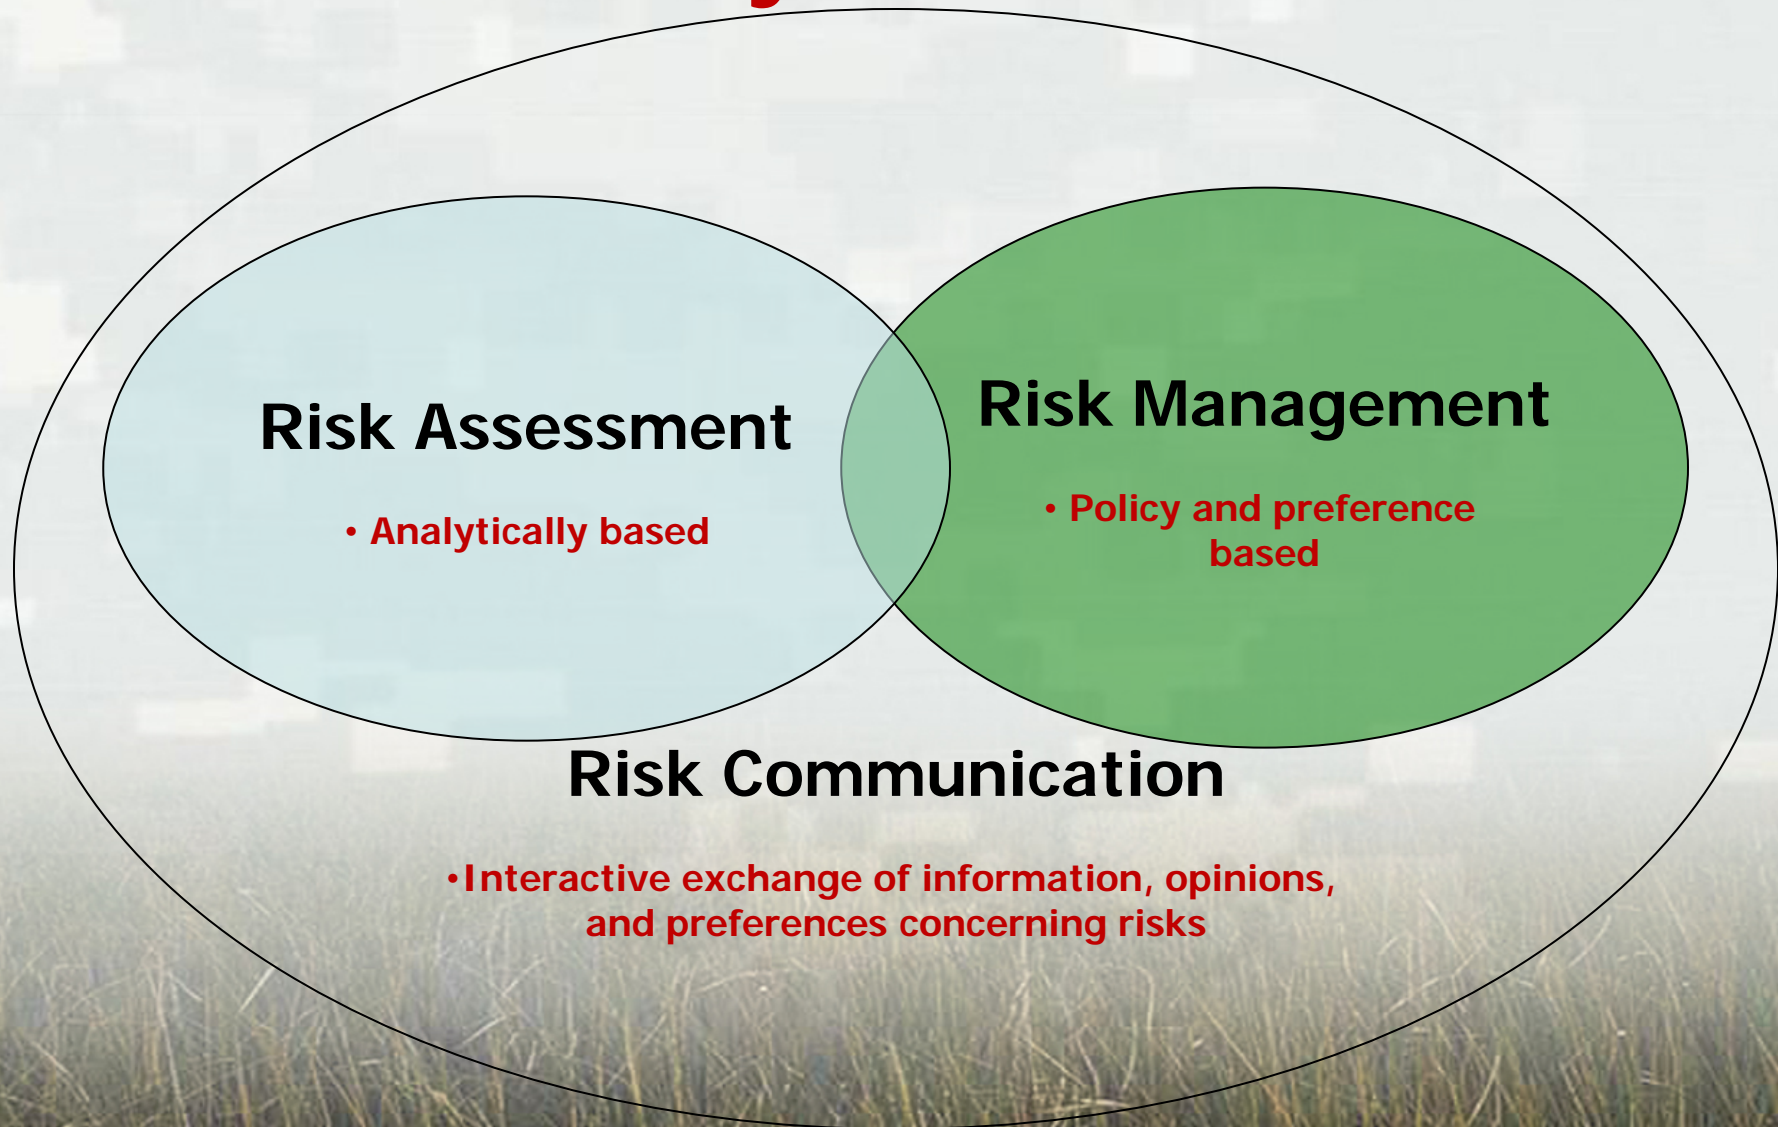 Risk Assessment
• Analytically based
Risk Management
• Policy and preference
based
Risk Communication
•Interactive exchange of information, opinions,
and preferences concerning risks